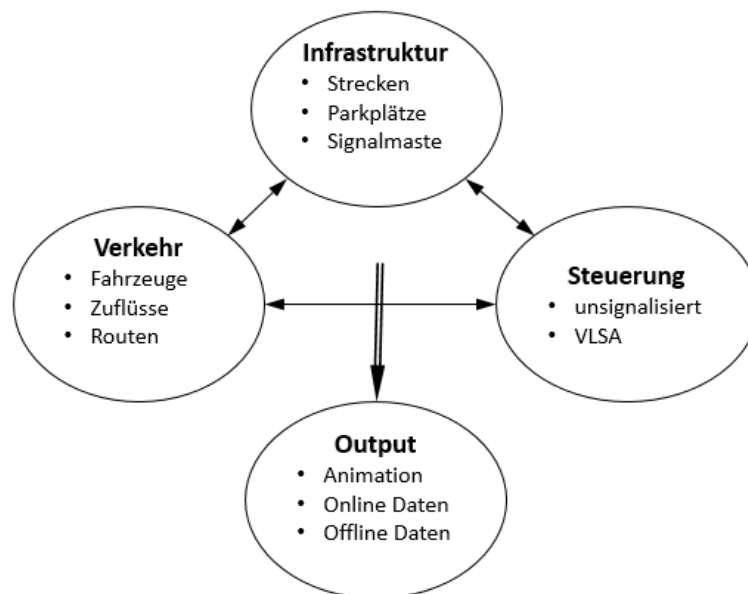 Infrastruktur
• Strecken
• Parkplätze
• Signalmaste
Verkehr
• Fahrzeuge
• Zuflüsse
• Routen
Steuerung
• unsignalisiert
• VLSA
Output
• Animation
• Online Daten
• Offline Daten